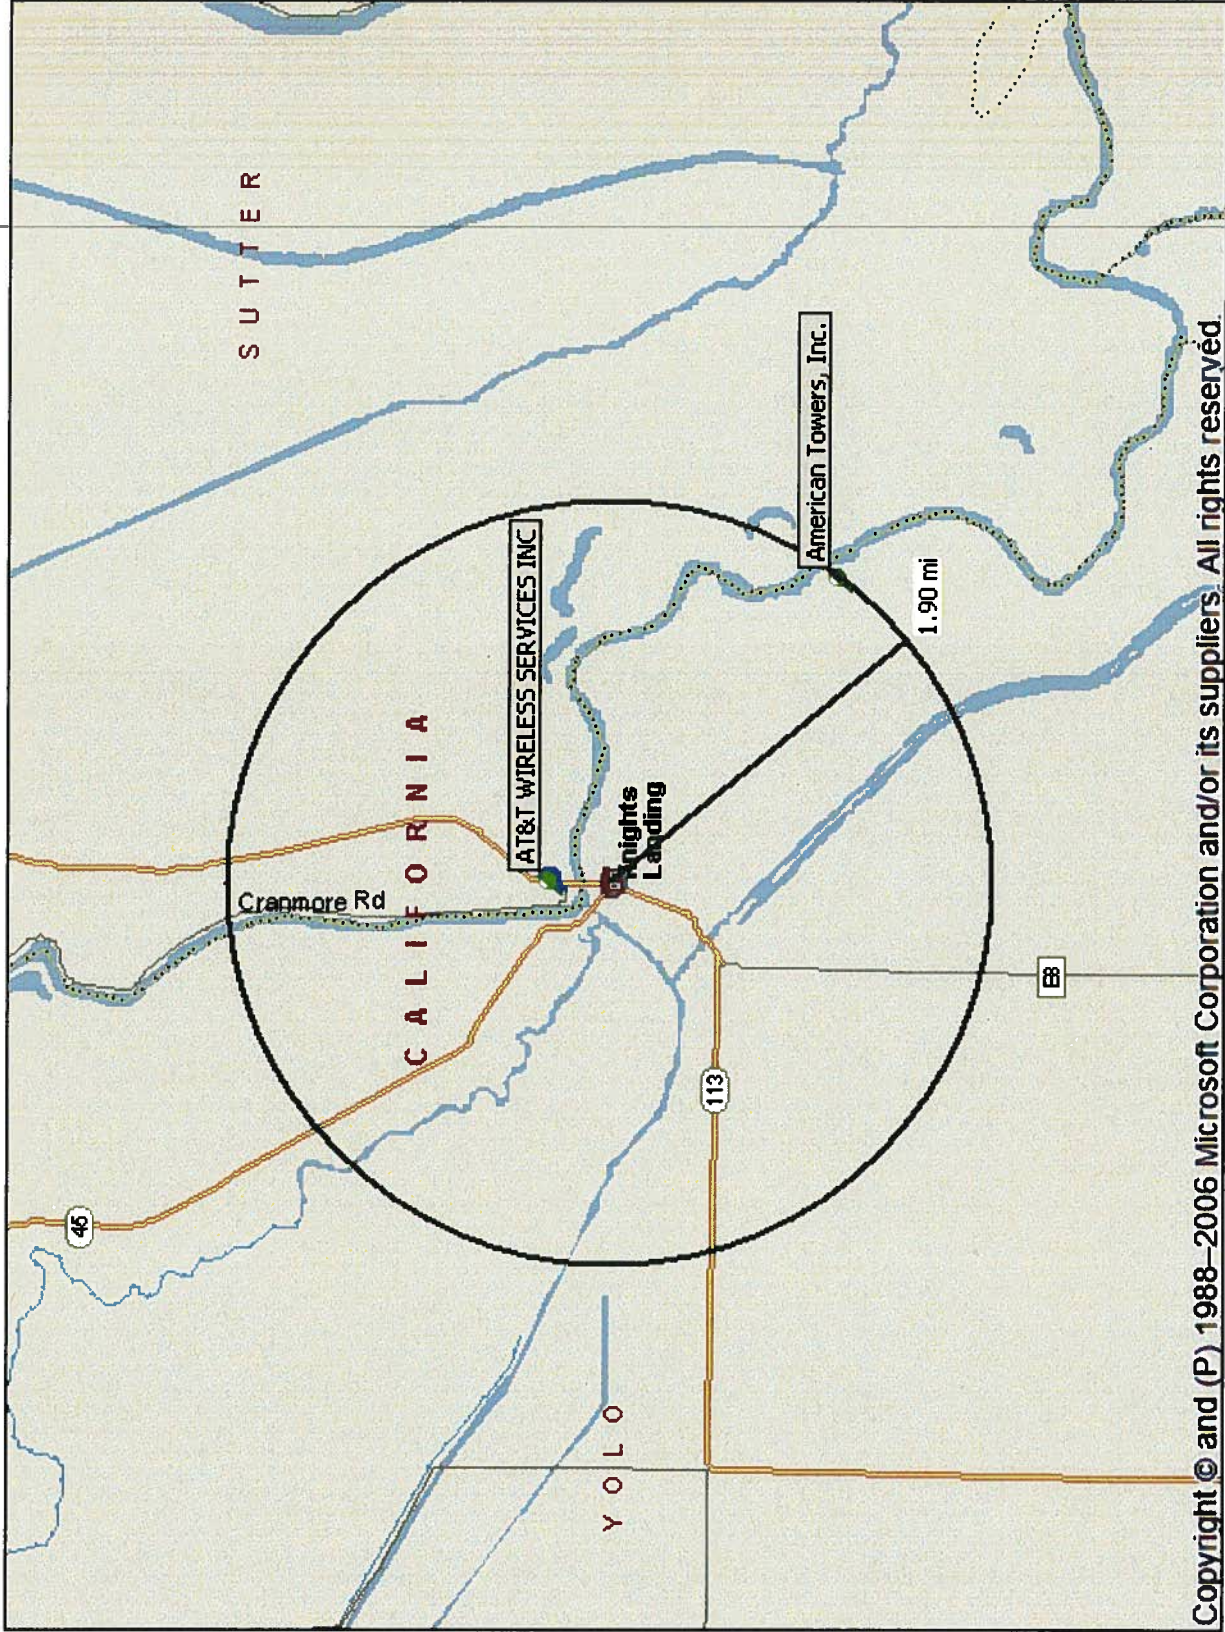 SUTTER
Cranmore Rd
CALIFORNIA
45
AT&T WIRELESS SERVICES INC
Knights
Landing
YOLO
113
American Towers, Inc.
1.90 mi
E8
Copyright © and (P) 1988–2006 Microsoft Corporation and/or its suppliers. All rights reserved.